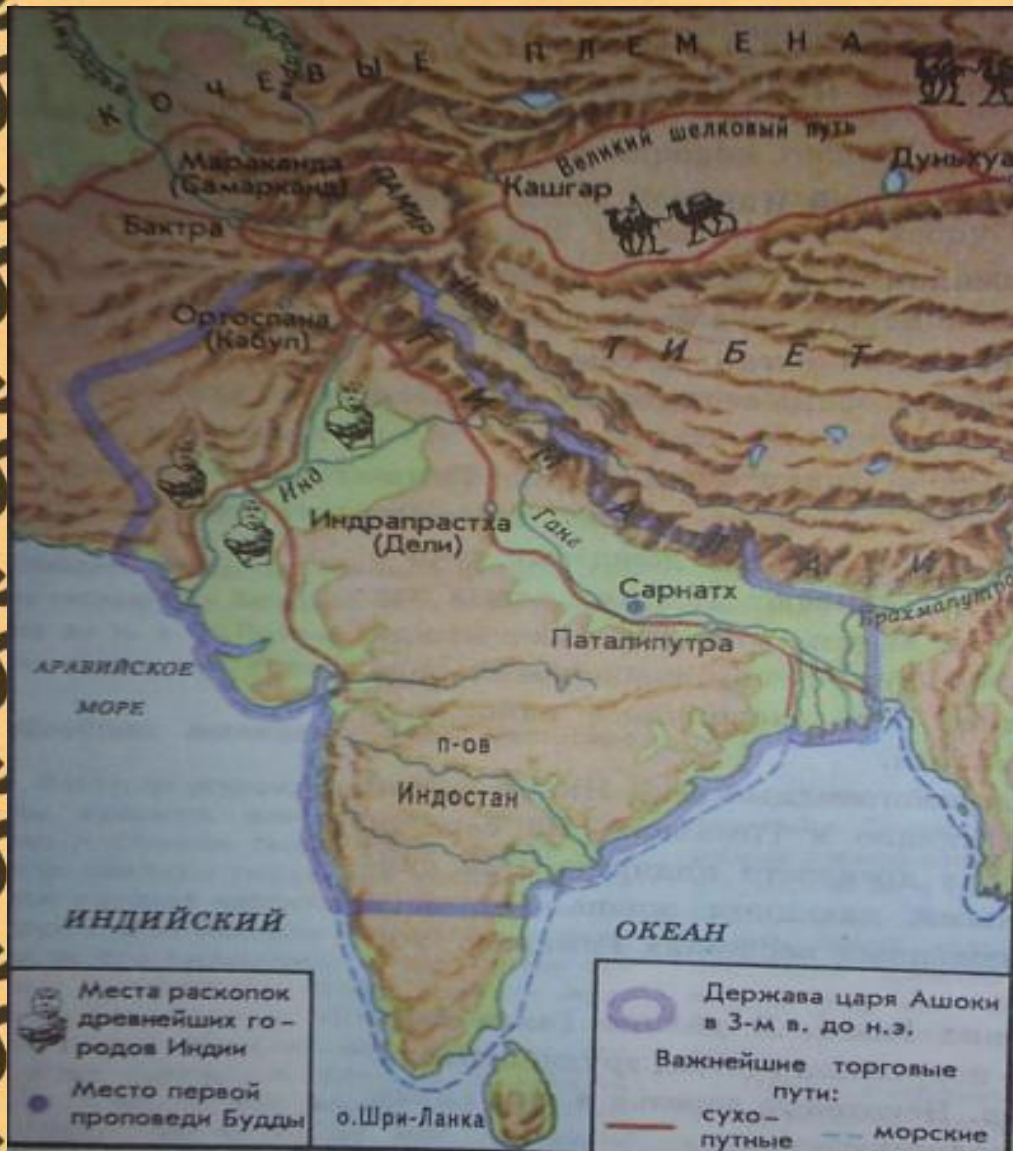 КОЧЕВЫЕ ПЛЕМЕНА
Великий шелковый путь
Мараканда
(Самарканд)
ПАМИР
Кашгар
Дуньхуа
Бактра
Инд
Ортоспана
(Кабул)
ТИБЕТ
ГИМАЛАИ
Инд
Индрапрастха
(Дели)
Ганг
Сарнатх
Брахмапутра
Паталипутра
АРАВИЙСКОЕ
МОРЕ
п-ов
Индостан
ИНДИЙСКИЙ
ОКЕАН
Места раскопок
древнейших го-
родов Индии
Место первой
проповеди Будды
о.Шри-Ланка
Держава царя Ашоки
в 3-м в. до н.э.
Важнейшие торговые
пути:
сухо-
путные
морские